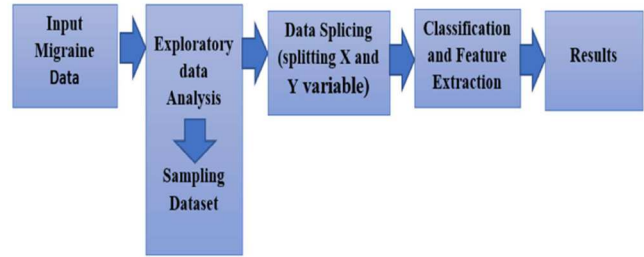 Input
Migraine
Data
Exploratory
data
Analysis
Sampling
Dataset
Data Splicing
(splitting X and
Y variable)
Classification
and Feature
Extraction
Results